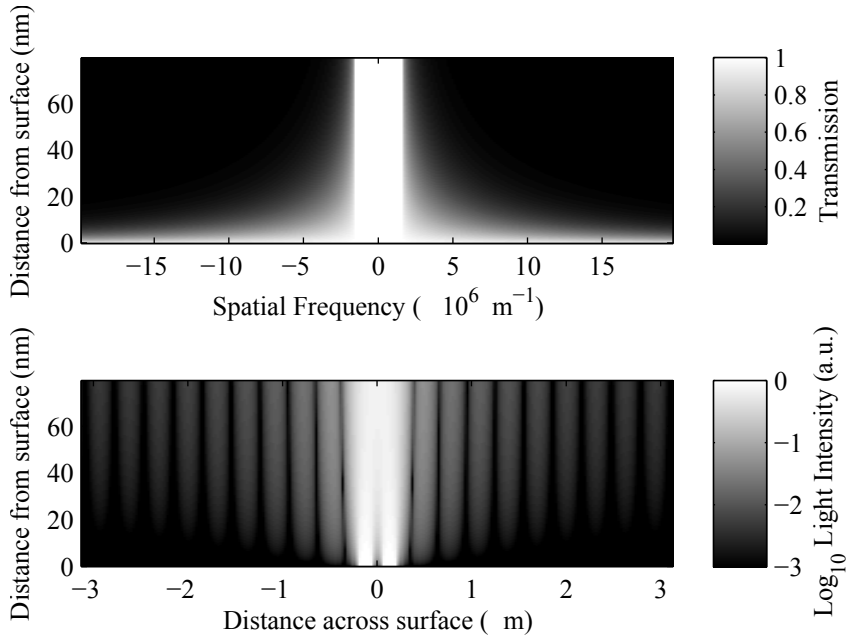 Distance from surface (nm)
60
40
20
0
−15 −10 −5 0 5 10 15
Spatial Frequency ( 10⁶ m⁻¹)
1
0.8
0.6
0.4
0.2
Transmission
Distance from surface (nm)
60
40
20
0
−3 −2 −1 0 1 2 3
Distance across surface ( m)
0
−1
−2
−3
Log₁₀ Light Intensity (a.u.)